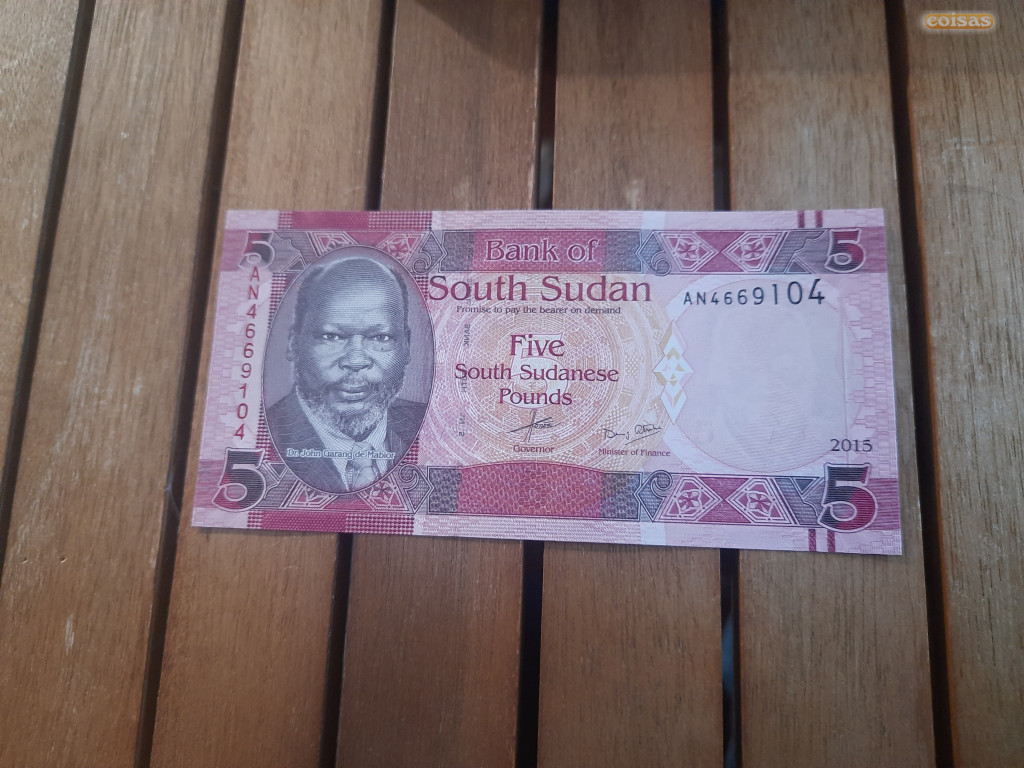 coisas
5
Bank of
5
South Sudan
AN4669104
Promise to pay the bearer on demand
AN4669104
Five
South Sudanese
Pounds
Governor
Minister of Finance
Dr. John Garang de Mabior
2015
5
5